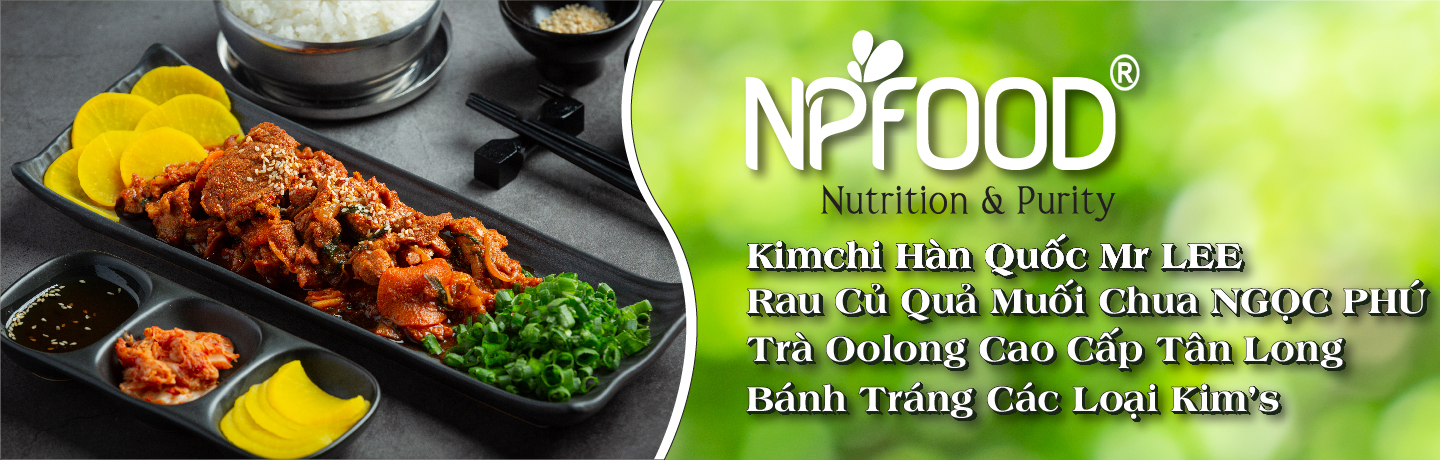 NPFOOD®
Nutrition & Purity
Kimchi Hàn Quốc Mr LEE
Rau Củ Quả Muối Chua NGỌC PHÚ
Trà Oolong Cao Cấp Tân Long
Bánh Tráng Các Loại Kim's